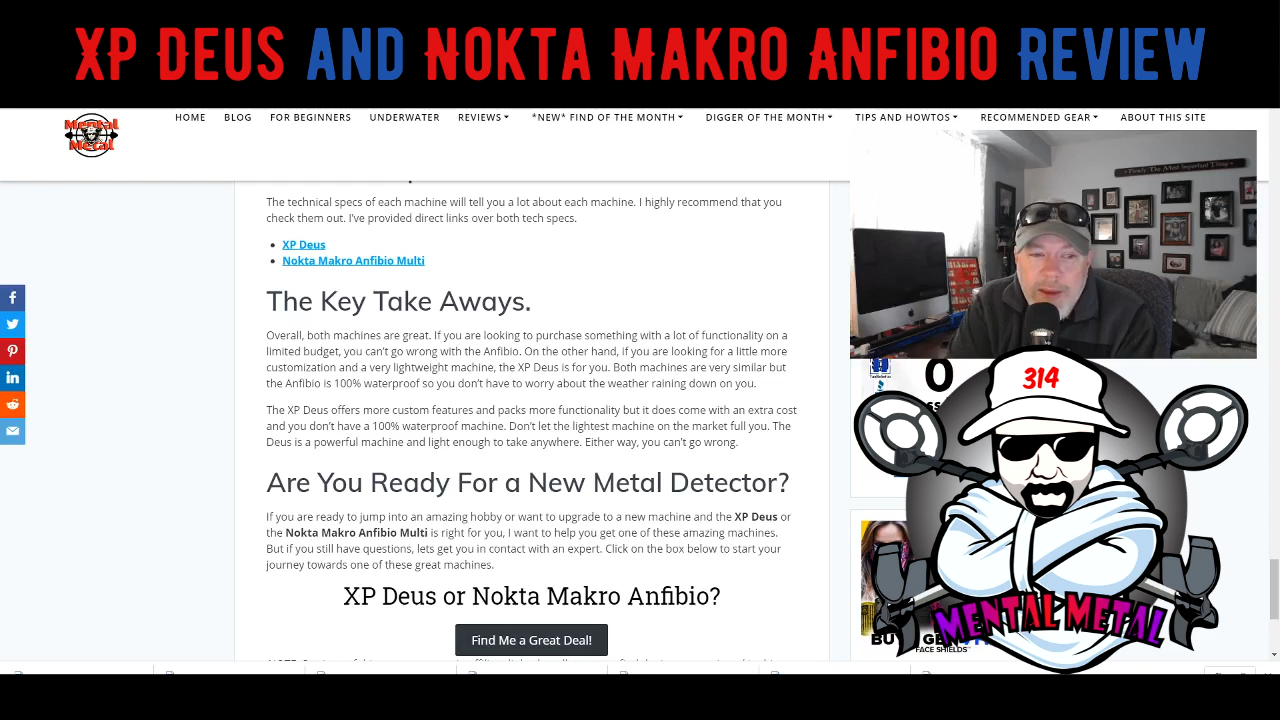 XP DEUS AND NOKTA MAKRO ANFIBIO REVIEW
Mental
Metal
HOME BLOG FOR BEGINNERS UNDERWATER REVIEWS *NEW* FIND OF THE MONTH DIGGER OF THE MONTH TIPS AND HOWTOS RECOMMENDED GEAR ABOUT THIS SITE
The technical specs of each machine will tell you a lot about each machine. I highly recommend that you
check them out. I've provided direct links over both tech specs.
XP Deus
Nokta Makro Anfibio Multi
The Key Take Aways.
Overall, both machines are great. If you are looking to purchase something with a lot of functionality on a
limited budget, you can't go wrong with the Anfibio. On the other hand, if you are looking for a little more
customization and a very lightweight machine, the XP Deus is for you. Both machines are very similar but
the Anfibio is 100% waterproof so you don't have to worry about the weather raining down on you.
The XP Deus offers more custom features and packs more functionality but it does come with an extra cost
and you don't have a 100% waterproof machine. Don't let the lightest machine on the market full you. The
Deus is a powerful machine and light enough to take anywhere. Either way, you can't go wrong.
Are You Ready For a New Metal Detector?
If you are ready to jump into an amazing hobby or want to upgrade to a new machine and the XP Deus or
the Nokta Makro Anfibio Multi is right for you, I want to help you get one of these amazing machines.
But if you still have questions, lets get you in contact with an expert. Click on the box below to start your
journey towards one of these great machines.
XP Deus or Nokta Makro Anfibio?
Find Me a Great Deal!
0
314
MENTAL METAL
BU
GEN
FACE SHIELDS